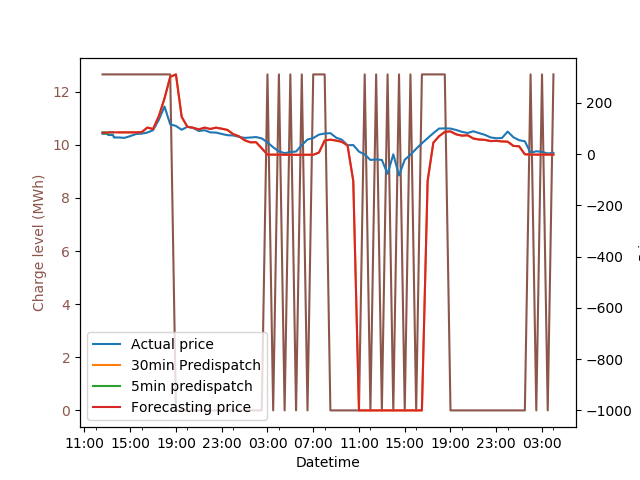 12
10
8
6
4
2
0
Charge level (MWh)
200
0
−200
−400
−600
−800
−1000
Actual price
30min Predispatch
5min predispatch
Forecasting price
11:00 15:00 19:00 23:00 03:00 07:00 11:00 15:00 19:00 23:00 03:00
Datetime